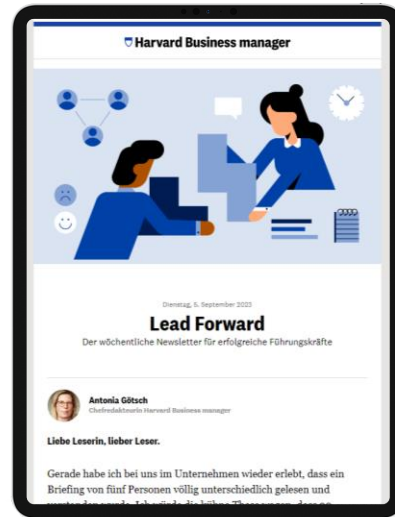 Harvard Business manager
Dienstag, 5. September 2023
Lead Forward
Der wöchentliche Newsletter für erfolgreiche Führungskräfte
Antonia Götsch
Chefredakteurin Harvard Business manager
Liebe Leserin, lieber Leser.
Gerade habe ich bei uns im Unternehmen wieder erlebt, dass ein
Briefing von fünf Personen völlig unterschiedlich gelesen und